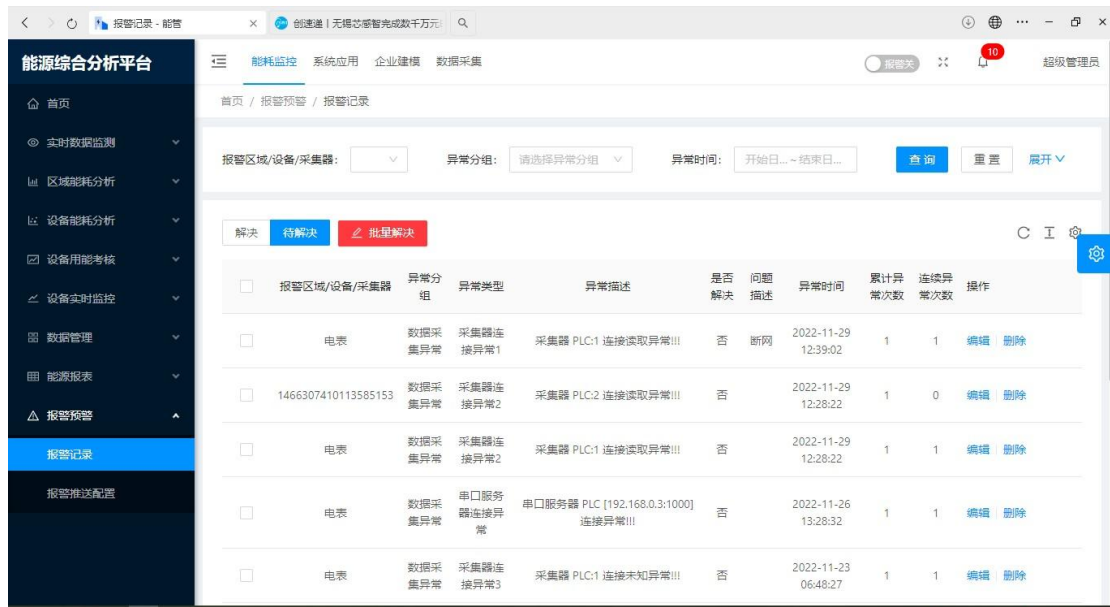 报警记录 - 能管
创速递丨无锡芯感智完成数千万元
能源综合分析平台
能耗监控 系统应用 企业建模 数据采集
报警关
10
超级管理员
首页 / 报警预警 / 报警记录
首页
实时数据监测
区域能耗分析
设备能耗分析
设备用能考核
设备实时监控
数据管理
能源报表
报警预警
报警记录
报警推送配置
报警区域/设备/采集器: 异常分组: 请选择异常分组 异常时间: 开始日... ~ 结束日... 查 询 重 置 展开
解决 待解决 批量解决
报警区域/设备/采集器 异常分组 异常类型 异常描述 是否解决 问题描述 异常时间 累计异常次数 连续异常次数 操作
电表 数据采集异常 采集器连接异常1 采集器 PLC:1 连接读取异常!!! 否 断网 2022-11-29 12:39:02 1 1 编辑 删除
1466307410113585153 数据采集异常 采集器连接异常2 采集器 PLC:2 连接读取异常!!! 否 2022-11-29 12:28:22 1 0 编辑 删除
电表 数据采集异常 采集器连接异常2 采集器 PLC:1 连接读取异常!!! 否 2022-11-29 12:28:22 1 1 编辑 删除
电表 数据采集异常 串口服务器连接异常 串口服务器 PLC [192.168.0.3:1000] 连接异常!!! 否 2022-11-26 13:28:32 1 1 编辑 删除
电表 数据采集异常 采集器连接异常3 采集器 PLC:1 连接未知异常!!! 否 2022-11-23 06:48:27 1 1 编辑 删除